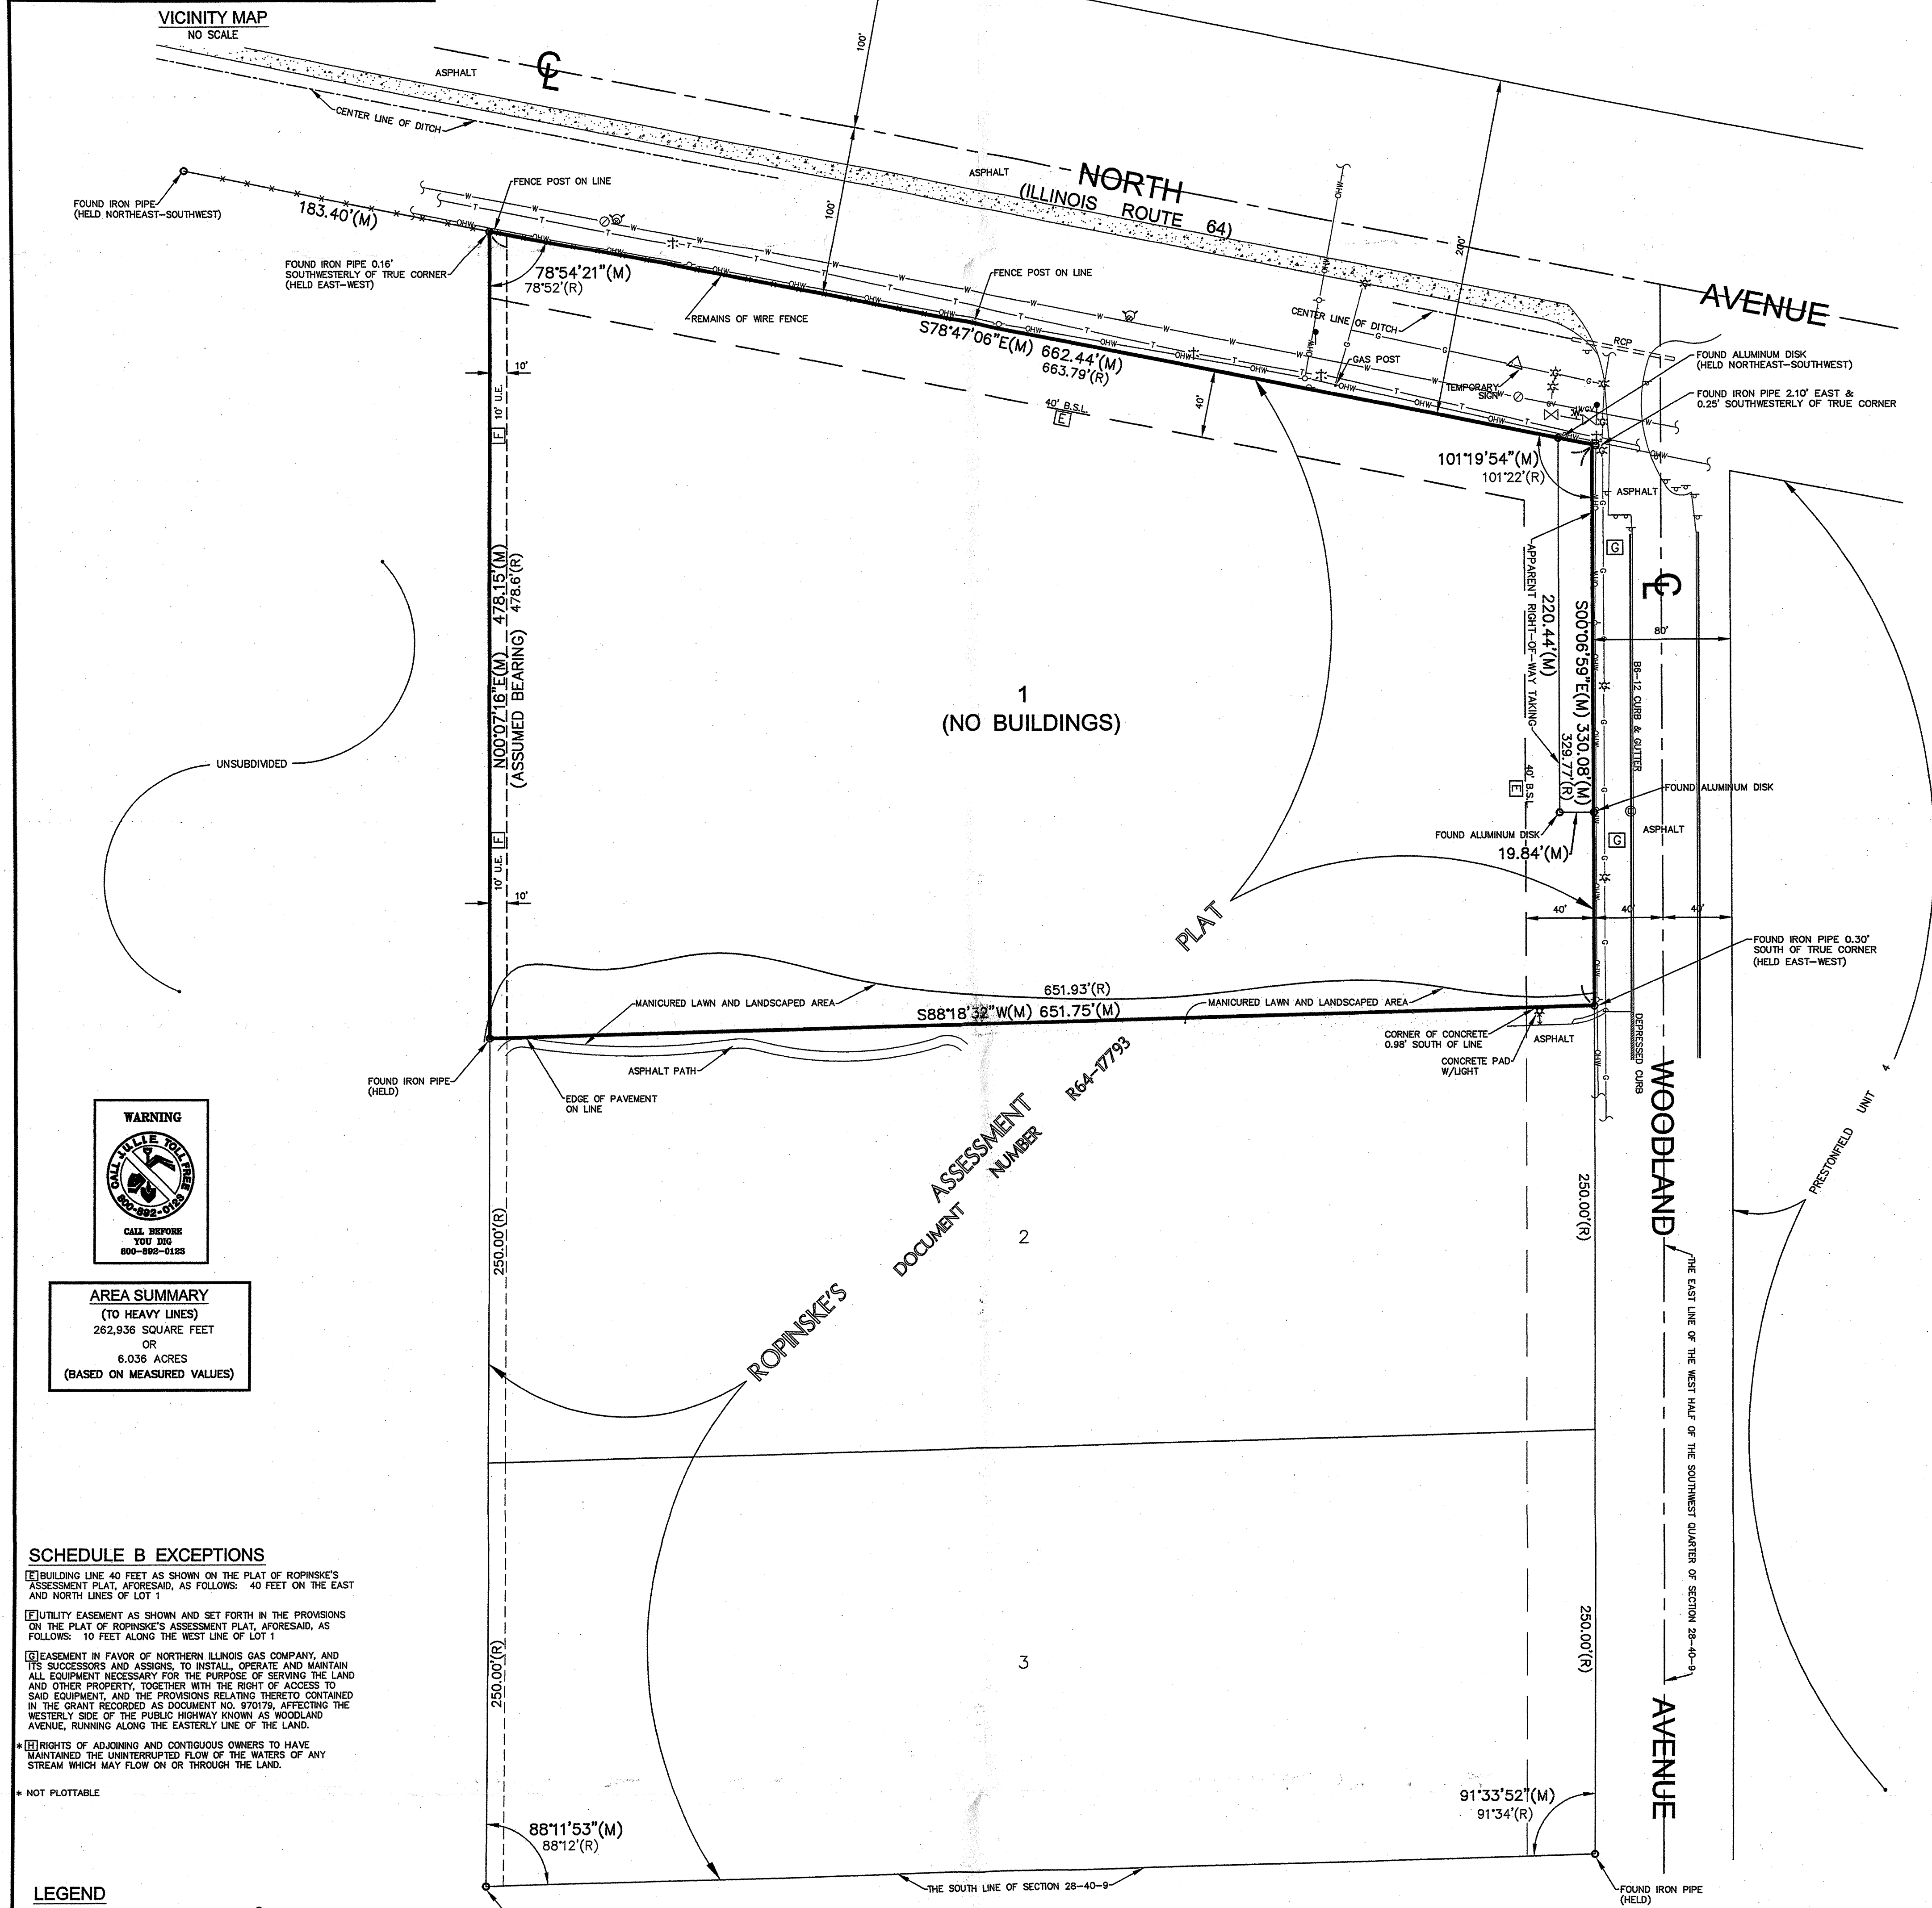 VICINITY MAP
NO SCALE
ASPHALT
CL
CENTER LINE OF DITCH
100'
100'
ASPHALT
NORTH
(ILLINOIS ROUTE 64)
AVENUE
200'
OHW
FOUND IRON PIPE
(HELD NORTHEAST-SOUTHWEST)
183.40'(M)
FENCE POST ON LINE
FOUND IRON PIPE 0.16'
SOUTHWESTERLY OF TRUE CORNER
(HELD EAST-WEST)
78°54'21"(M)
78°52'(R)
REMAINS OF WIRE FENCE
FENCE POST ON LINE
S78°47'06"E(M) 662.44'(M)
663.79'(R)
CENTER LINE OF DITCH
GAS POST
RCP
TEMPORARY
SIGN
GV
FOUND ALUMINUM DISK
(HELD NORTHEAST-SOUTHWEST)
FOUND IRON PIPE 2.10' EAST &
0.25' SOUTHWESTERLY OF TRUE CORNER
10'
F 10' U.E.
40' B.S.L.
E
40'
101°19'54"(M)
101°22'(R)
ASPHALT
G
CL
APPARENT RIGHT-OF-WAY TAKING
220.44'(M)
S00°06'59"E(M) 330.08'(M)
329.77'(R)
80'
B6-12 CURB & GUTTER
N00°07'16"E(M) 478.15'(M)
478.6'(R)
(ASSUMED BEARING)
1
(NO BUILDINGS)
UNSUBDIVIDED
40' B.S.L.
E
FOUND ALUMINUM DISK
FOUND ALUMINUM DISK
ASPHALT
G
19.84'(M)
10' U.E. F
10'
40'
40'
40'
PLAT
FOUND IRON PIPE 0.30'
SOUTH OF TRUE CORNER
(HELD EAST-WEST)
651.93'(R)
MANICURED LAWN AND LANDSCAPED AREA
MANICURED LAWN AND LANDSCAPED AREA
S88°18'32"W(M) 651.75'(M)
CORNER OF CONCRETE
0.98' SOUTH OF LINE
ASPHALT
CONCRETE PAD
W/LIGHT
DEPRESSED CURB
ASPHALT PATH
FOUND IRON PIPE
(HELD)
EDGE OF PAVEMENT
ON LINE
WOODLAND
PRESTONFIELD UNIT 4
ROPINSKE'S
ASSESSMENT
DOCUMENT NUMBER R64-17793
WARNING
CALL J.U.L.I.E. TOLL FREE
800-892-0123
CALL BEFORE
YOU DIG
800-892-0123
250.00'(R)
250.00'(R)
2
AREA SUMMARY
(TO HEAVY LINES)
262,936 SQUARE FEET
OR
6.036 ACRES
(BASED ON MEASURED VALUES)
THE EAST LINE OF THE WEST HALF OF THE SOUTHWEST QUARTER OF SECTION 28-40-9
SCHEDULE B EXCEPTIONS
E BUILDING LINE 40 FEET AS SHOWN ON THE PLAT OF ROPINSKE'S
ASSESSMENT PLAT, AFORESAID, AS FOLLOWS: 40 FEET ON THE EAST
AND NORTH LINES OF LOT 1
F UTILITY EASEMENT AS SHOWN AND SET FORTH IN THE PROVISIONS
ON THE PLAT OF ROPINSKE'S ASSESSMENT PLAT, AFORESAID, AS
FOLLOWS: 10 FEET ALONG THE WEST LINE OF LOT 1
G EASEMENT IN FAVOR OF NORTHERN ILLINOIS GAS COMPANY, AND
ITS SUCCESSORS AND ASSIGNS, TO INSTALL, OPERATE AND MAINTAIN
ALL EQUIPMENT NECESSARY FOR THE PURPOSE OF SERVING THE LAND
AND OTHER PROPERTY, TOGETHER WITH THE RIGHT OF ACCESS TO
SAID EQUIPMENT, AND THE PROVISIONS RELATING THERETO CONTAINED
IN THE GRANT RECORDED AS DOCUMENT NO. 970179, AFFECTING THE
WESTERLY SIDE OF THE PUBLIC HIGHWAY KNOWN AS WOODLAND
AVENUE, RUNNING ALONG THE EASTERLY LINE OF THE LAND.
* H RIGHTS OF ADJOINING AND CONTIGUOUS OWNERS TO HAVE
MAINTAINED THE UNINTERRUPTED FLOW OF THE WATERS OF ANY
STREAM WHICH MAY FLOW ON OR THROUGH THE LAND.
* NOT PLOTTABLE
250.00'(R)
250.00'(R)
3
AVENUE
88°11'53"(M)
88°12'(R)
91°33'52"(M)
91°34'(R)
THE SOUTH LINE OF SECTION 28-40-9
FOUND IRON PIPE
(HELD)
LEGEND